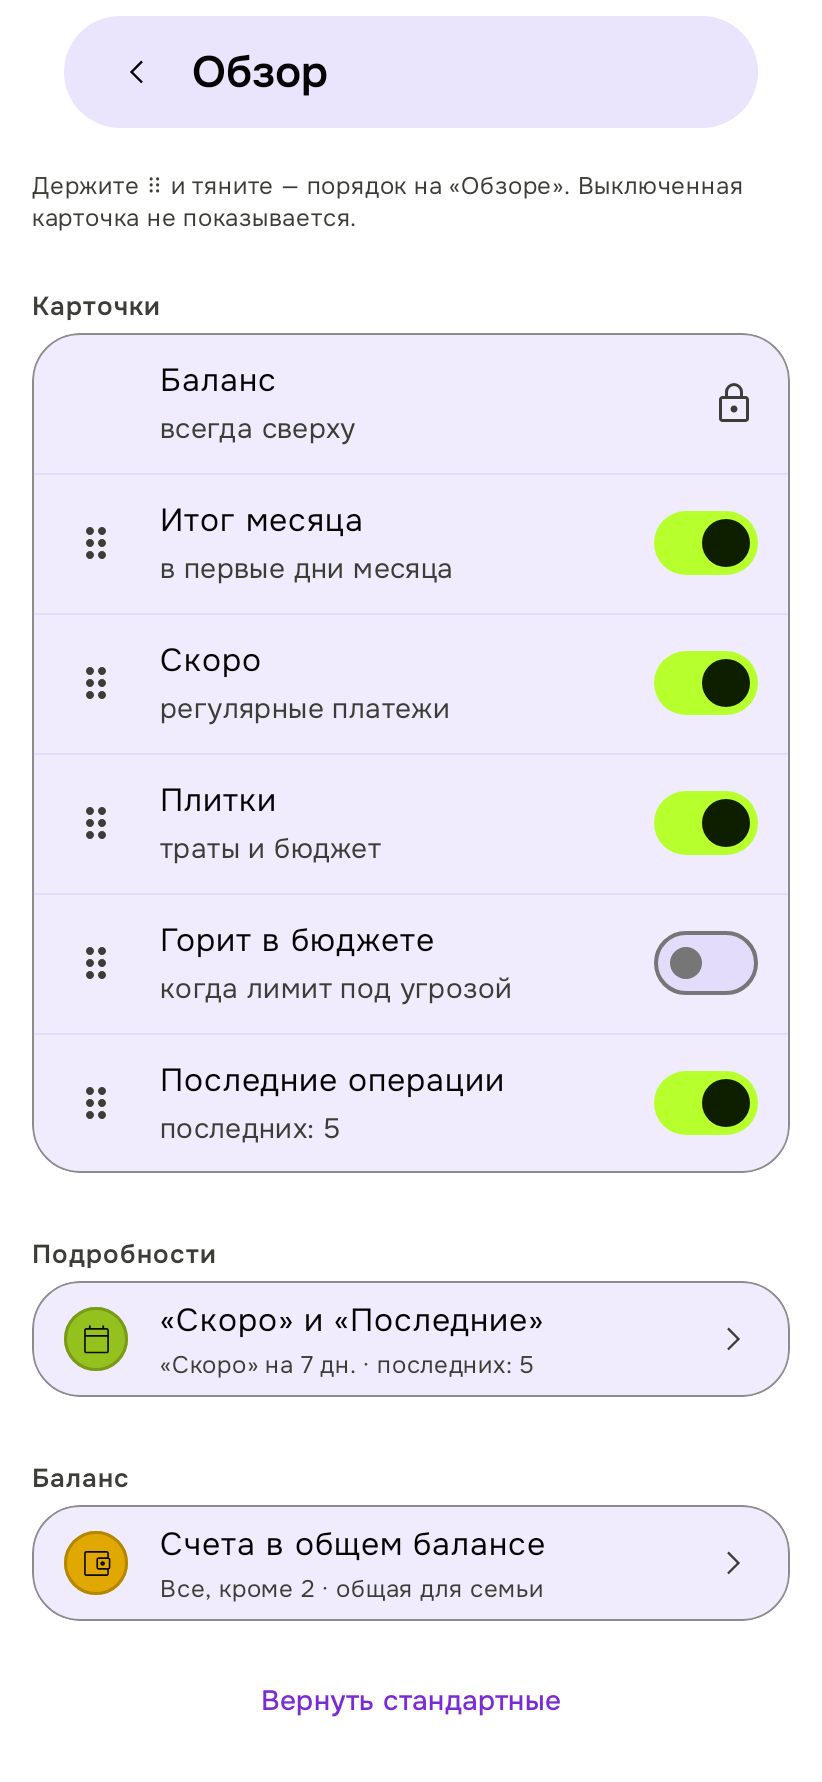 Обзор
Держите ⠿ и тяните — порядок на «Обзоре». Выключенная
карточка не показывается.
Карточки
Баланс
всегда сверху
Итог месяца
в первые дни месяца
Скоро
регулярные платежи
Плитки
траты и бюджет
Горит в бюджете
когда лимит под угрозой
Последние операции
последних: 5
Подробности
«Скоро» и «Последние»
«Скоро» на 7 дн. · последних: 5
Баланс
Счета в общем балансе
Все, кроме 2 · общая для семьи
Вернуть стандартные